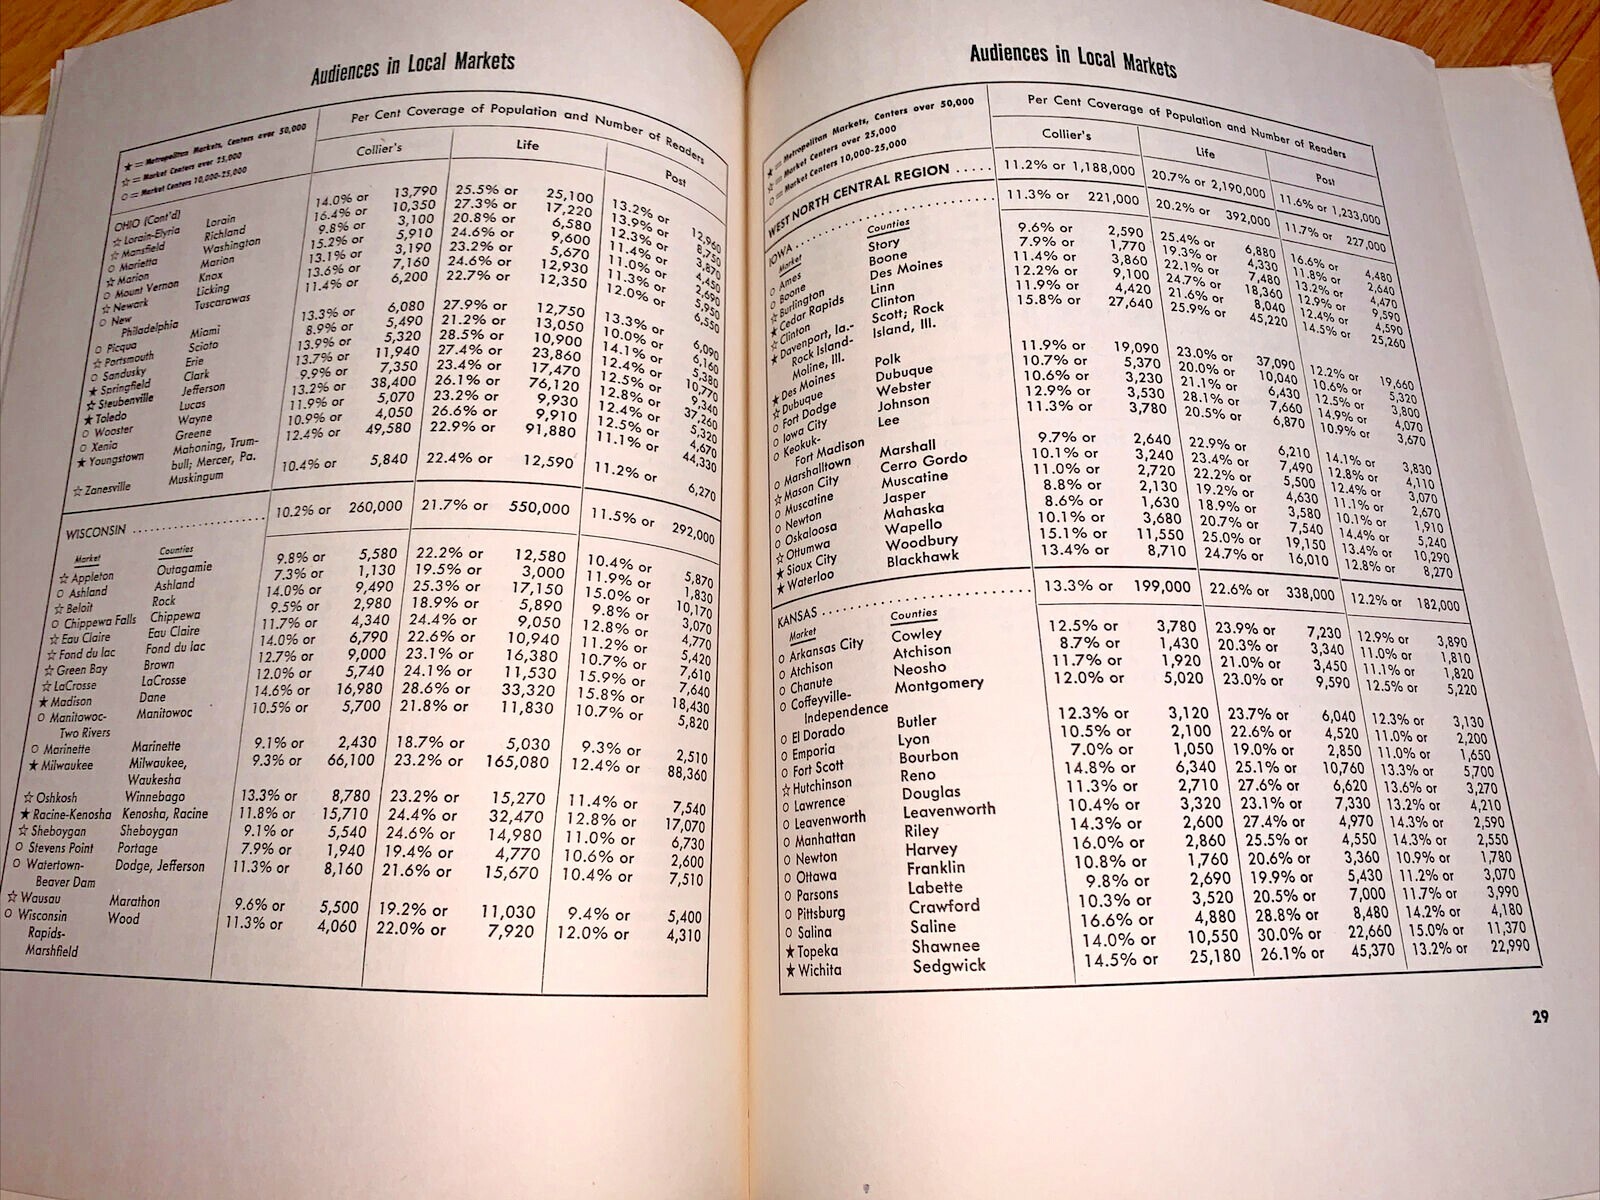 Audiences in Local Markets
★ = Metropolitan Markets, Centers over 50,000
☆ = Market Centers over 25,000
○ = Market Centers 10,000-25,000
Per Cent Coverage of Population and Number of Readers
Collier's Life Post
OHIO (Cont'd)
☆ Lorain-Elyria Lorain 14.0% or 13,790 25.5% or 25,100 13.2% or 12,960
☆ Mansfield Richland 16.4% or 10,350 27.3% or 17,220 13.9% or 8,750
○ Marietta Washington 9.8% or 3,100 20.8% or 6,580 12.3% or 3,870
☆ Marion Marion 15.2% or 5,910 24.6% or 9,600 11.4% or 4,450
○ Mount Vernon Knox 13.1% or 3,190 23.2% or 5,670 11.0% or 2,690
☆ Newark Licking 13.6% or 7,160 24.6% or 12,930 11.3% or 5,950
○ New Tuscarawas 11.4% or 6,200 22.7% or 12,350 12.0% or 6,550
Philadelphia
○ Picqua Miami 13.3% or 6,080 27.9% or 12,750 13.3% or 6,090
☆ Portsmouth Scioto 8.9% or 5,490 21.2% or 13,050 10.0% or 6,160
○ Sandusky Erie 13.9% or 5,320 28.5% or 10,900 14.1% or 5,380
★ Springfield Clark 13.7% or 11,940 27.4% or 23,860 12.4% or 10,770
☆ Steubenville Jefferson 9.9% or 7,350 23.4% or 17,470 12.5% or 9,340
★ Toledo Lucas 13.2% or 38,400 26.1% or 76,120 12.8% or 37,260
○ Wooster Wayne 11.9% or 5,070 23.2% or 9,930 12.4% or 5,320
○ Xenia Greene 10.9% or 4,050 26.6% or 9,910 12.5% or 4,670
★ Youngstown Mahoning, Trum- 12.4% or 49,580 22.9% or 91,880 11.1% or 44,330
bull; Mercer, Pa.
☆ Zanesville Muskingum 10.4% or 5,840 22.4% or 12,590 11.2% or 6,270
WISCONSIN .................... 10.2% or 260,000 21.7% or 550,000 11.5% or 292,000
Market Counties
☆ Appleton Outagamie 9.8% or 5,580 22.2% or 12,580 10.4% or 5,870
○ Ashland Ashland 7.3% or 1,130 19.5% or 3,000 11.9% or 1,830
☆ Beloit Rock 14.0% or 9,490 25.3% or 17,150 15.0% or 10,170
○ Chippewa Falls Chippewa 9.5% or 2,980 18.9% or 5,890 9.8% or 3,070
☆ Eau Claire Eau Claire 11.7% or 4,340 24.4% or 9,050 12.8% or 4,770
☆ Fond du lac Fond du lac 14.0% or 6,790 22.6% or 10,940 11.2% or 5,420
☆ Green Bay Brown 12.7% or 9,000 23.1% or 16,380 10.7% or 7,610
☆ LaCrosse LaCrosse 12.0% or 5,740 24.1% or 11,530 15.9% or 7,640
★ Madison Dane 14.6% or 16,980 28.6% or 33,320 15.8% or 18,430
○ Manitowoc- Manitowoc 10.5% or 5,700 21.8% or 11,830 10.7% or 5,820
Two Rivers
○ Marinette Marinette 9.1% or 2,430 18.7% or 5,030 9.3% or 2,510
★ Milwaukee Milwaukee, 9.3% or 66,100 23.2% or 165,080 12.4% or 88,360
Waukesha
☆ Oshkosh Winnebago 13.3% or 8,780 23.2% or 15,270 11.4% or 7,540
★ Racine-Kenosha Kenosha, Racine 11.8% or 15,710 24.4% or 32,470 12.8% or 17,070
☆ Sheboygan Sheboygan 9.1% or 5,540 24.6% or 14,980 11.0% or 6,730
○ Stevens Point Portage 7.9% or 1,940 19.4% or 4,770 10.6% or 2,600
○ Watertown- Dodge, Jefferson 11.3% or 8,160 21.6% or 15,670 10.4% or 7,510
Beaver Dam
☆ Wausau Marathon 9.6% or 5,500 19.2% or 11,030 9.4% or 5,400
○ Wisconsin Wood 11.3% or 4,060 22.0% or 7,920 12.0% or 4,310
Rapids-
Marshfield
Audiences in Local Markets
★ = Metropolitan Markets, Centers over 50,000
☆ = Market Centers over 25,000
○ = Market Centers 10,000-25,000
Per Cent Coverage of Population and Number of Readers
Collier's Life Post
WEST NORTH CENTRAL REGION ..... 11.2% or 1,188,000 20.7% or 2,190,000 11.6% or 1,233,000
IOWA .................... 11.3% or 221,000 20.2% or 392,000 11.7% or 227,000
Market Counties
○ Ames Story 9.6% or 2,590 25.4% or 6,880 16.6% or 4,480
○ Boone Boone 7.9% or 1,770 19.3% or 4,330 11.8% or 2,640
☆ Burlington Des Moines 11.4% or 3,860 22.1% or 7,480 13.2% or 4,470
★ Cedar Rapids Linn 12.2% or 9,100 24.7% or 18,360 12.9% or 9,590
☆ Clinton Clinton 11.9% or 4,420 21.6% or 8,040 12.4% or 4,590
★ Davenport, Ia.- Scott; Rock 15.8% or 27,640 25.9% or 45,220 14.5% or 25,260
Rock Island- Island, Ill.
Moline, Ill.
★ Des Moines Polk 11.9% or 19,090 23.0% or 37,090 12.2% or 19,660
☆ Dubuque Dubuque 10.7% or 5,370 20.0% or 10,040 10.6% or 5,320
○ Fort Dodge Webster 10.6% or 3,230 21.1% or 6,430 12.5% or 3,800
○ Iowa City Johnson 12.9% or 3,530 28.1% or 7,660 14.9% or 4,070
○ Keokuk- Lee 11.3% or 3,780 20.5% or 6,870 10.9% or 3,670
Fort Madison
○ Marshalltown Marshall 9.7% or 2,640 22.9% or 6,210 14.1% or 3,830
☆ Mason City Cerro Gordo 10.1% or 3,240 23.4% or 7,490 12.8% or 4,110
○ Muscatine Muscatine 11.0% or 2,720 22.2% or 5,500 12.4% or 3,070
○ Newton Jasper 8.8% or 2,130 19.2% or 4,630 11.1% or 2,670
○ Oskaloosa Mahaska 8.6% or 1,630 18.9% or 3,580 10.1% or 1,910
☆ Ottumwa Wapello 10.1% or 3,680 20.7% or 7,540 14.4% or 5,240
★ Sioux City Woodbury 15.1% or 11,550 25.0% or 19,150 13.4% or 10,290
★ Waterloo Blackhawk 13.4% or 8,710 24.7% or 16,010 12.8% or 8,270
KANSAS .................... 13.3% or 199,000 22.6% or 338,000 12.2% or 182,000
Market Counties
○ Arkansas City Cowley 12.5% or 3,780 23.9% or 7,230 12.9% or 3,890
○ Atchison Atchison 8.7% or 1,430 20.3% or 3,340 11.0% or 1,810
○ Chanute Neosho 11.7% or 1,920 21.0% or 3,450 11.1% or 1,820
○ Coffeyville- Montgomery 12.0% or 5,020 23.0% or 9,590 12.5% or 5,220
Independence
○ El Dorado Butler 12.3% or 3,120 23.7% or 6,040 12.3% or 3,130
○ Emporia Lyon 10.5% or 2,100 22.6% or 4,520 11.0% or 2,200
○ Fort Scott Bourbon 7.0% or 1,050 19.0% or 2,850 11.0% or 1,650
☆ Hutchinson Reno 14.8% or 6,340 25.1% or 10,760 13.3% or 5,700
○ Lawrence Douglas 11.3% or 2,710 27.6% or 6,620 13.6% or 3,270
○ Leavenworth Leavenworth 10.4% or 3,320 23.1% or 7,330 13.2% or 4,210
○ Manhattan Riley 14.3% or 2,600 27.4% or 4,970 14.3% or 2,590
○ Newton Harvey 16.0% or 2,860 25.5% or 4,550 14.3% or 2,550
○ Ottawa Franklin 10.8% or 1,760 20.6% or 3,360 10.9% or 1,780
○ Parsons Labette 9.8% or 2,690 19.9% or 5,430 11.2% or 3,070
○ Pittsburg Crawford 10.3% or 3,520 20.5% or 7,000 11.7% or 3,990
○ Salina Saline 16.6% or 4,880 28.8% or 8,480 14.2% or 4,180
★ Topeka Shawnee 14.0% or 10,550 30.0% or 22,660 15.0% or 11,370
★ Wichita Sedgwick 14.5% or 25,180 26.1% or 45,370 13.2% or 22,990
29